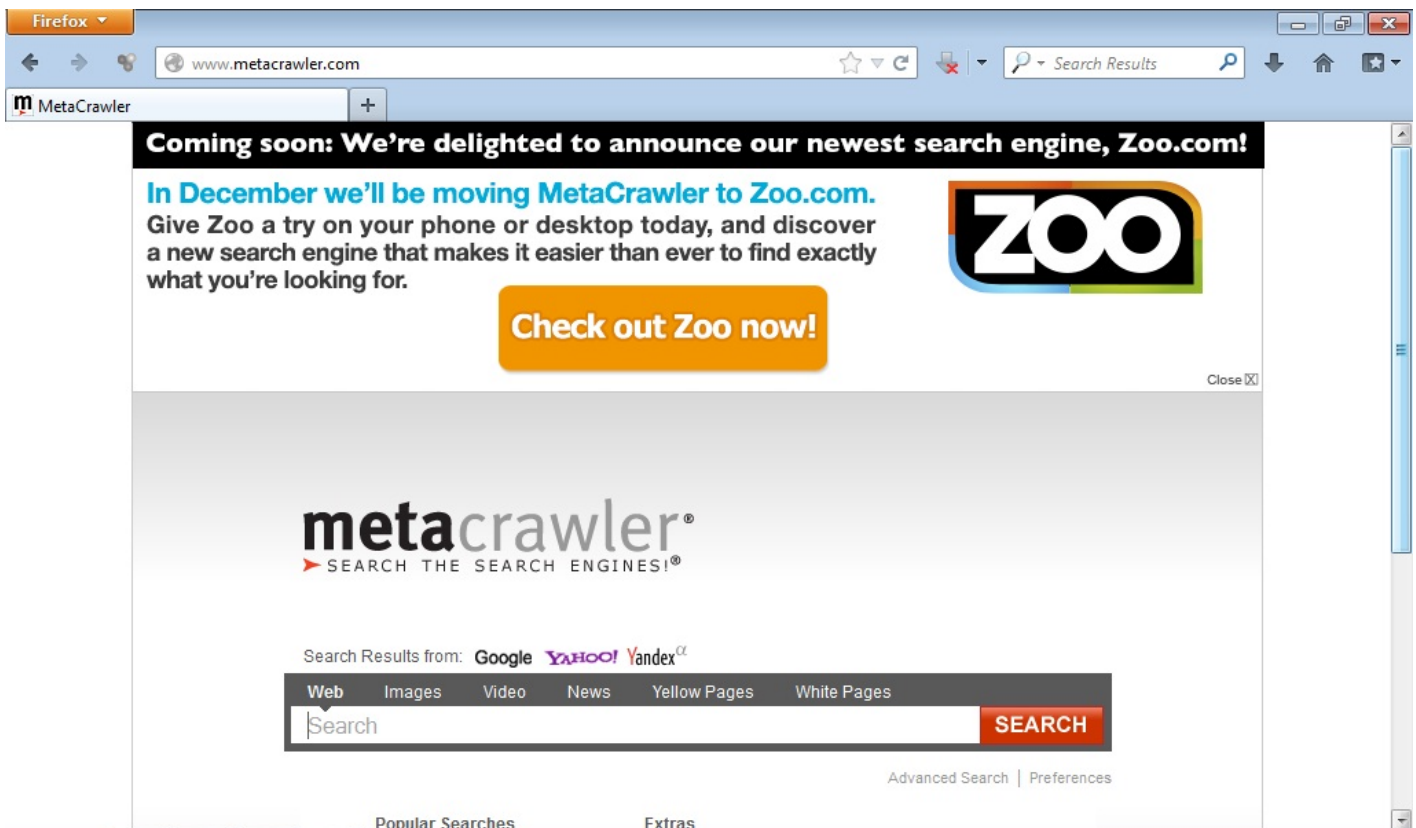 Firefox
www.metacrawler.com
Search Results
MetaCrawler
Coming soon: We're delighted to announce our newest search engine, Zoo.com!
In December we'll be moving MetaCrawler to Zoo.com.
Give Zoo a try on your phone or desktop today, and discover
a new search engine that makes it easier than ever to find exactly
what you're looking for.
ZOO
Check out Zoo now!
Close
metacrawler®
SEARCH THE SEARCH ENGINES!®
Search Results from: Google YAHOO! Yandex α
Web Images Video News Yellow Pages White Pages
Search SEARCH
Advanced Search | Preferences
Popular Searches Extras